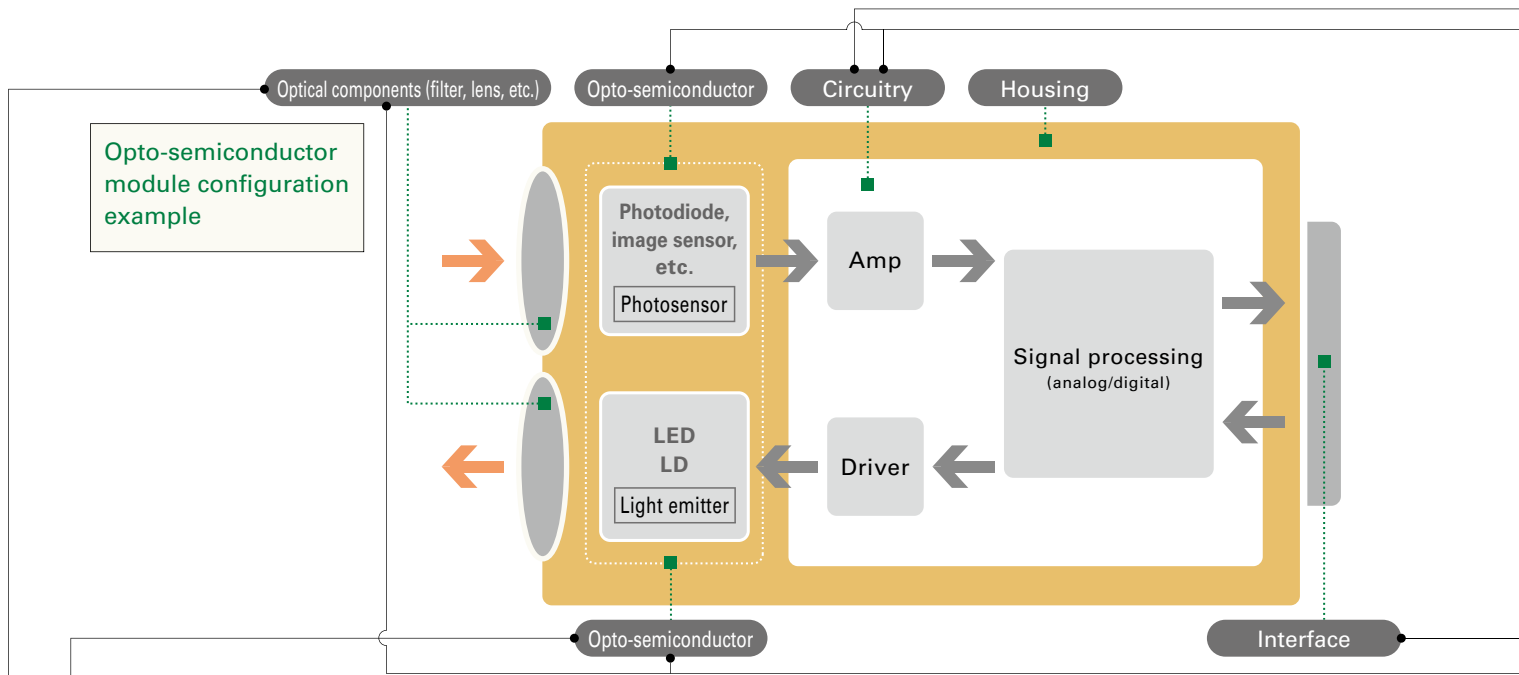 Optical components (filter, lens, etc.)
Opto-semiconductor
Circuitry
Housing
Opto-semiconductor
module configuration
example
Photodiode,
image sensor,
etc.
Photosensor
Amp
Signal processing
(analog/digital)
LED
LD
Light emitter
Driver
Opto-semiconductor
Interface